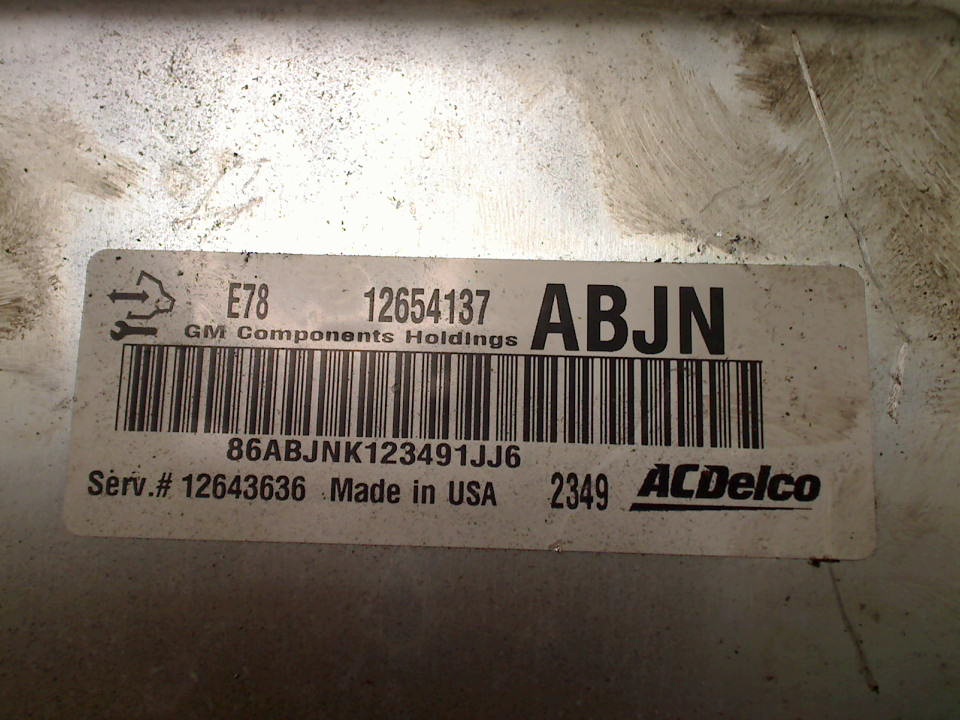 E78 12654137 ABJN
GM Components Holdings
86ABJNK123491JJ6
Serv.# 12643636 Made in USA 2349 ACDelco